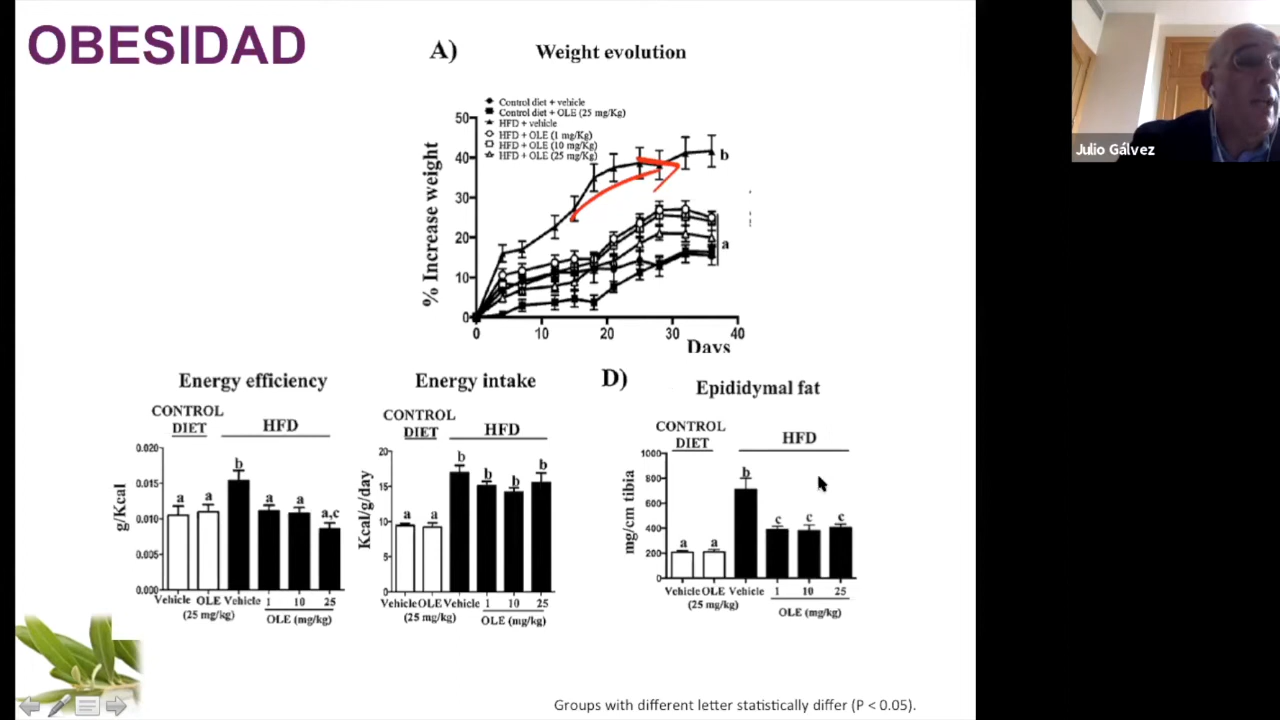 OBESIDAD
A)
Weight evolution
Control diet + vehicle
Control diet + OLE (25 mg/Kg)
HFD + vehicle
HFD + OLE (1 mg/Kg)
HFD + OLE (10 mg/Kg)
HFD + OLE (25 mg/Kg)
% Increase weight
50
40
30
20
10
0
0 10 20 30 40
Days
b
a
Julio Gálvez
Energy efficiency
CONTROL
DIET
HFD
g/Kcal
0.020
0.015
0.010
0.005
0.000
a a b a a a,c
Vehicle OLE Vehicle 1 10 25
(25 mg/kg) OLE (mg/kg)
Energy intake
CONTROL
DIET
HFD
Kcal/g/day
20
15
10
5
0
a a b b b b
Vehicle OLE Vehicle 1 10 25
(25 mg/kg) OLE (mg/kg)
D)
Epididymal fat
CONTROL
DIET
HFD
mg/cm tibia
1000
800
600
400
200
0
a a b c c c
Vehicle OLE Vehicle 1 10 25
(25 mg/kg) OLE (mg/kg)
Groups with different letter statistically differ (P < 0.05).